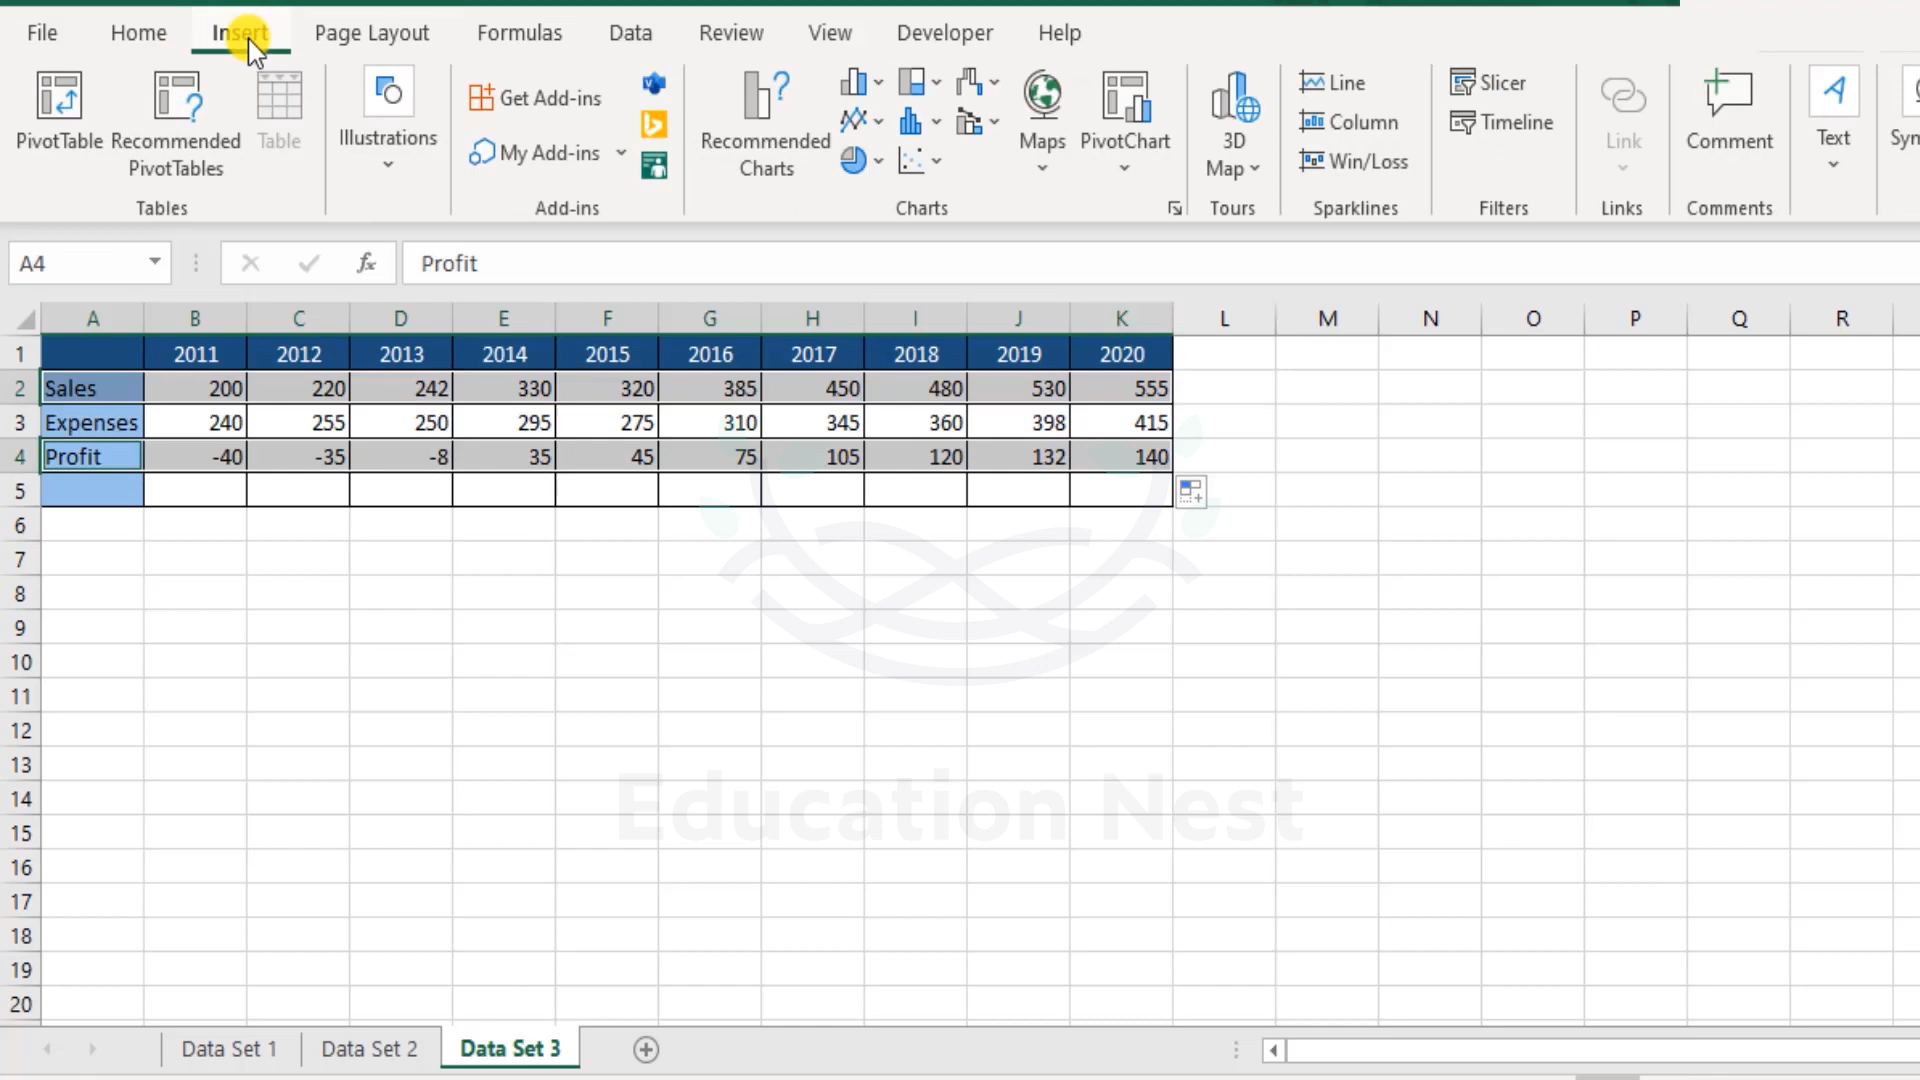 File Home Insert Page Layout Formulas Data Review View Developer Help
PivotTable Recommended PivotTables Table
Tables
Illustrations
Get Add-ins
My Add-ins
Add-ins
Recommended Charts
Maps PivotChart
Charts
3D Map
Tours
Line
Column
Win/Loss
Sparklines
Slicer
Timeline
Filters
Link
Links
Comment
Comments
Text
A4 fx Profit
A B C D E F G H I J K L M N O P Q R
1 2011 2012 2013 2014 2015 2016 2017 2018 2019 2020
2 Sales 200 220 242 330 320 385 450 480 530 555
3 Expenses 240 255 250 295 275 310 345 360 398 415
4 Profit -40 -35 -8 35 45 75 105 120 132 140
5
6
7
8
9
10
11
12
13
14
Education Nest
15
16
17
18
19
20
Data Set 1 Data Set 2 Data Set 3